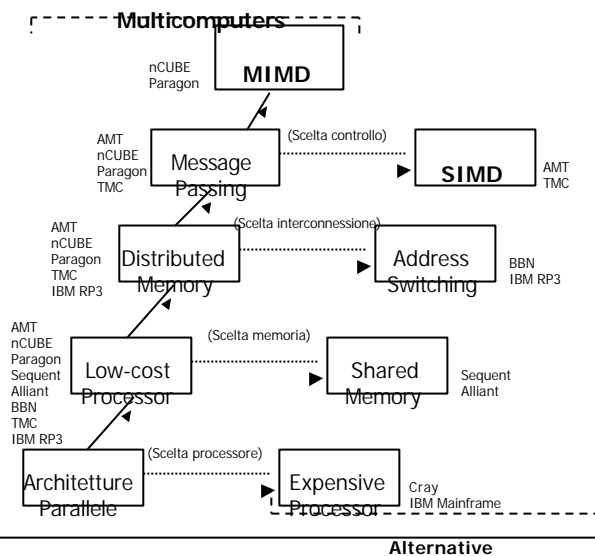 Multicomputers
nCUBE
Paragon
MIMD
AMT
nCUBE
Paragon
TMC
Message
Passing
(Scelta controllo)
SIMD
AMT
TMC
AMT
nCUBE
Paragon
TMC
IBM RP3
Distributed
Memory
(Scelta interconnessione)
Address
Switching
BBN
IBM RP3
AMT
nCUBE
Paragon
Sequent
Alliant
BBN
TMC
IBM RP3
Low-cost
Processor
(Scelta memoria)
Shared
Memory
Sequent
Alliant
Architetture
Parallele
(Scelta processore)
Expensive
Processor
Cray
IBM Mainframe
Alternative